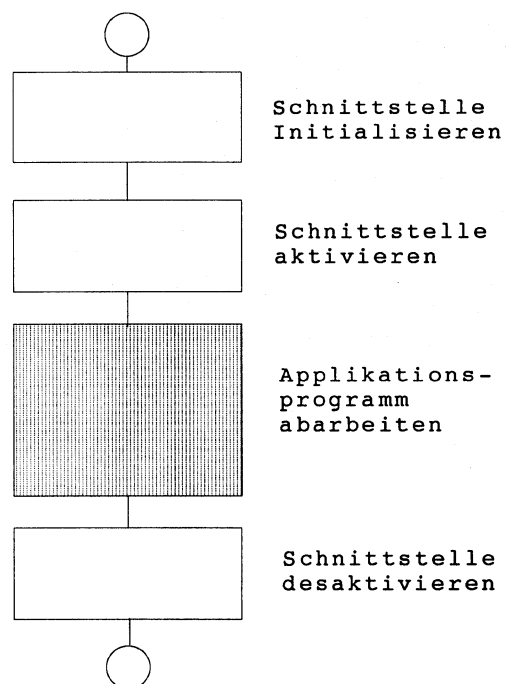 Schnittstelle
Initialisieren
Schnittstelle
aktivieren
Applikations-
programm
abarbeiten
Schnittstelle
desaktivieren